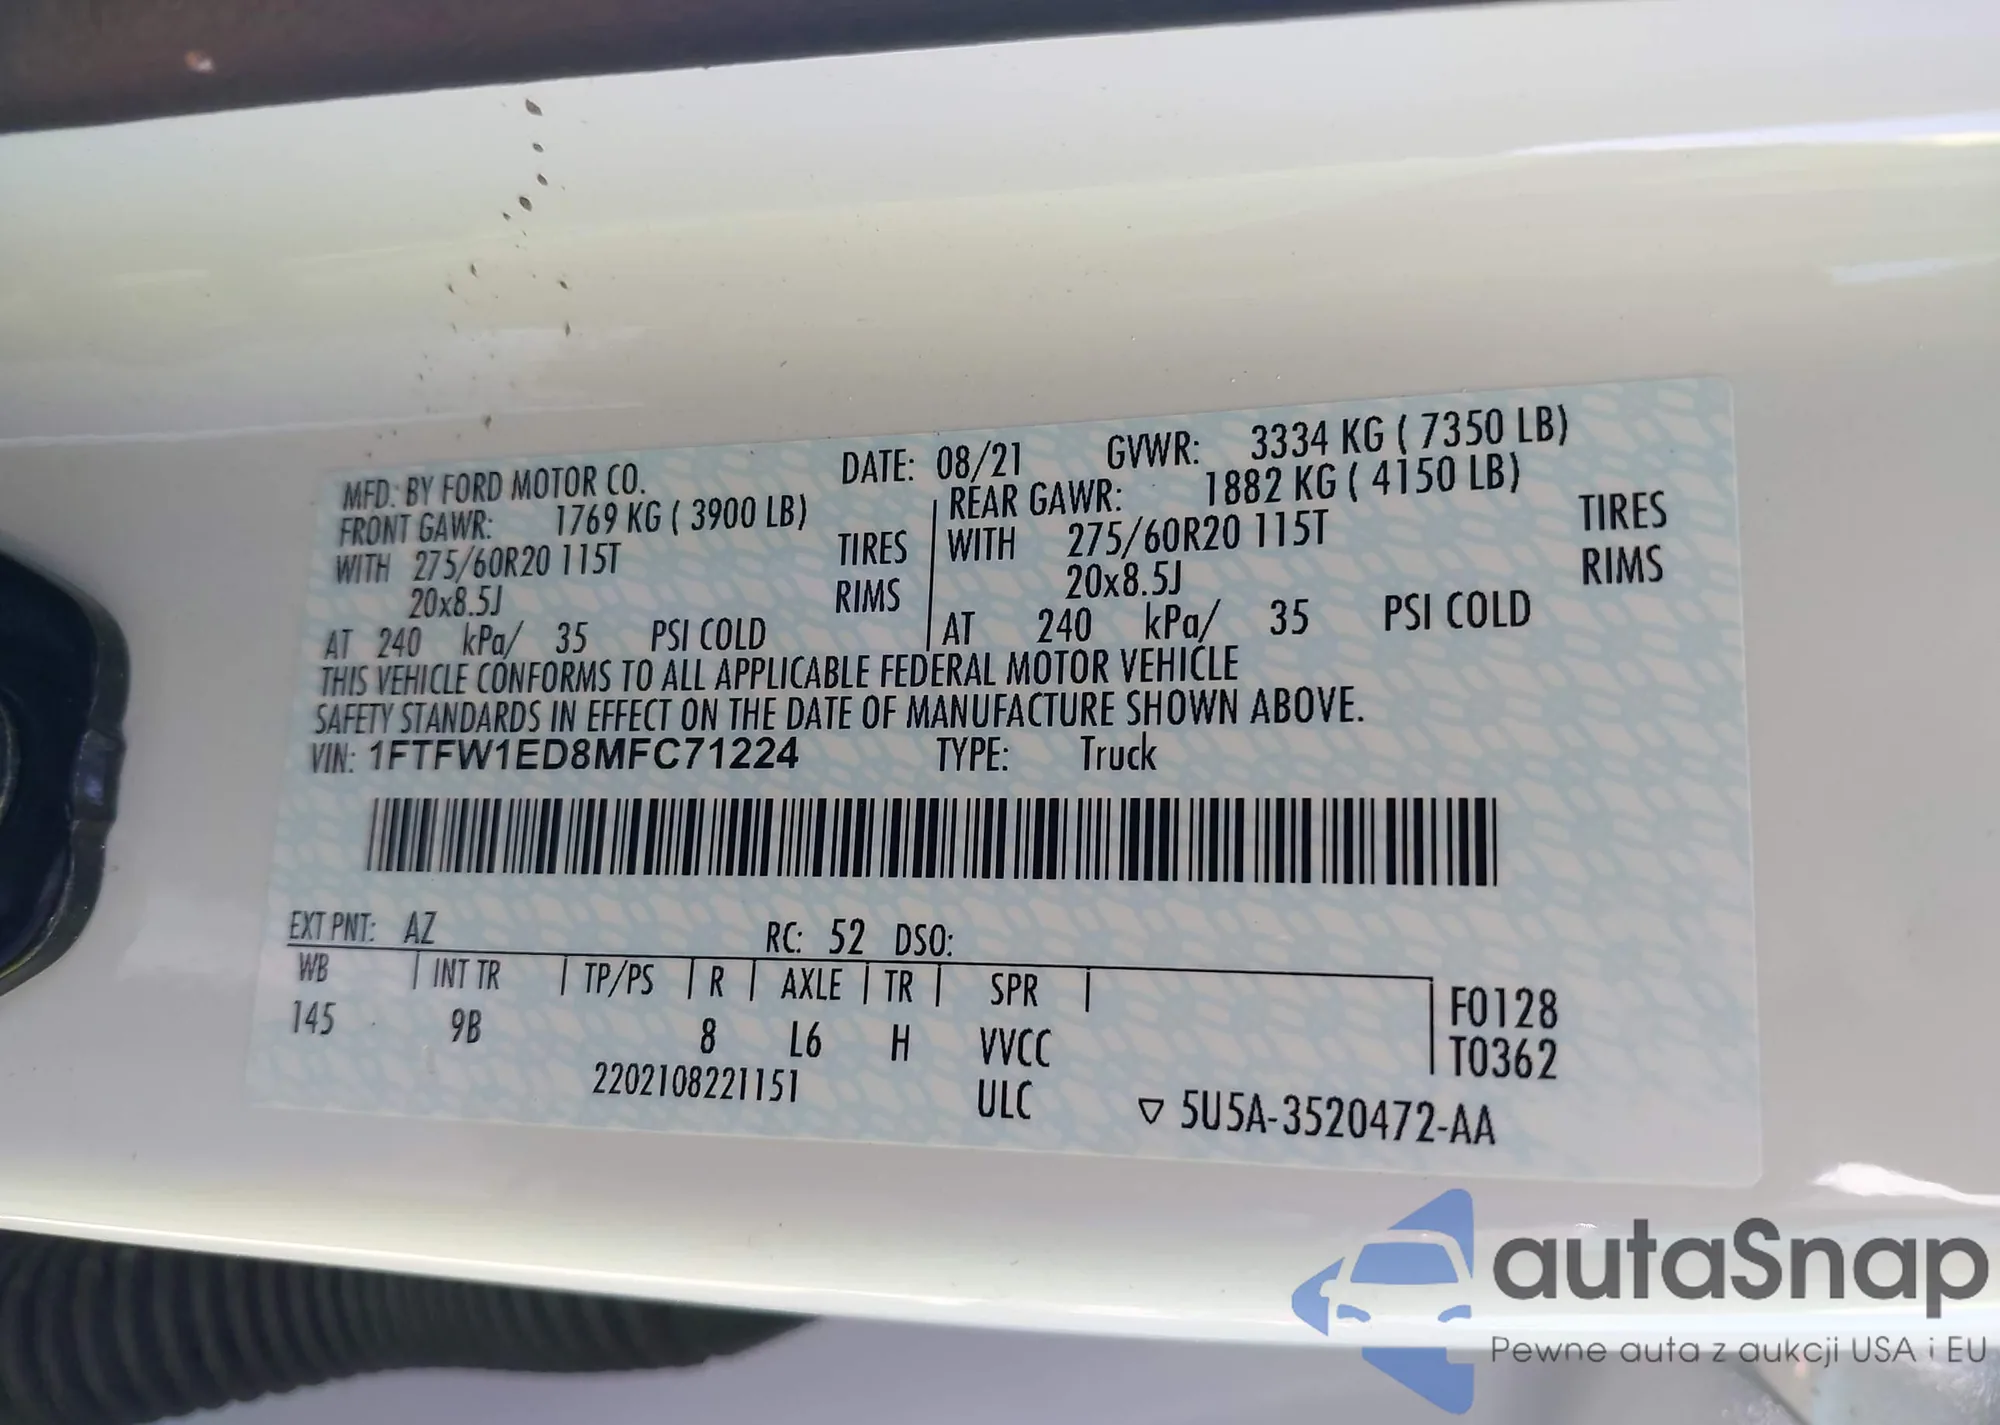 MFD. BY FORD MOTOR CO. DATE: 08/21 GVWR: 3334 KG ( 7350 LB)
FRONT GAWR: 1769 KG ( 3900 LB) REAR GAWR: 1882 KG ( 4150 LB)
WITH 275/60R20 115T TIRES WITH 275/60R20 115T TIRES
20x8.5J RIMS 20x8.5J RIMS
AT 240 kPa/ 35 PSI COLD AT 240 kPa/ 35 PSI COLD
THIS VEHICLE CONFORMS TO ALL APPLICABLE FEDERAL MOTOR VEHICLE
SAFETY STANDARDS IN EFFECT ON THE DATE OF MANUFACTURE SHOWN ABOVE.
VIN: 1FTFW1ED8MFC71224 TYPE: Truck
EXT PNT: AZ RC: 52 DSO:
WB INT TR TP/PS R AXLE TR SPR F0128
145 9B 8 L6 H VVCC T0362
2202108221151 ULC ▽ 5U5A-3520472-AA
autaSnap
Pewne auta z aukcji USA i EU